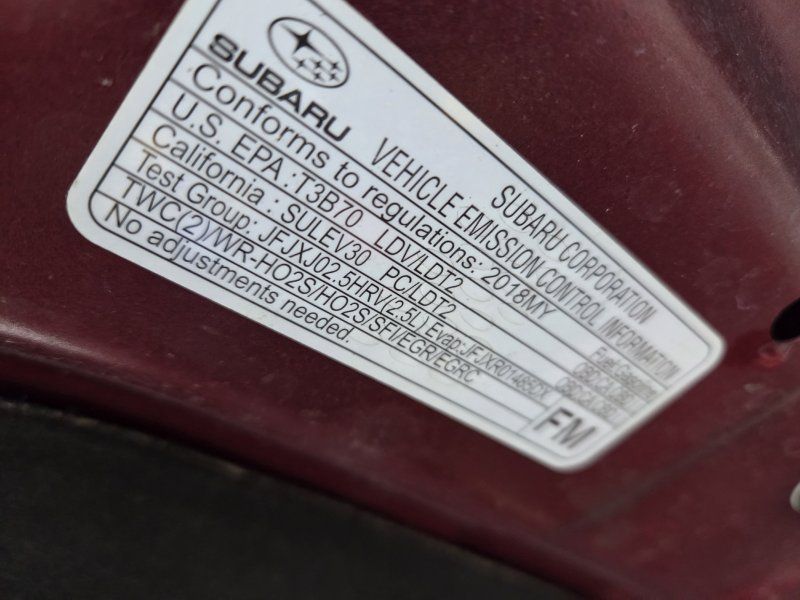 SUBARU
SUBARU CORPORATION
VEHICLE EMISSION CONTROL INFORMATION
Conforms to regulations: 2018MY
Fuel: Gasoline
U.S. EPA : T3B70 LDV/LDT2
California : SULEV30 PC/LDT2
Test Group: JFJXJ02.5HRV(2.5L) Evap:
TWC(2)/WR-HO2S/HO2S/SFI/EGR/EGRC
No adjustments needed.
FM